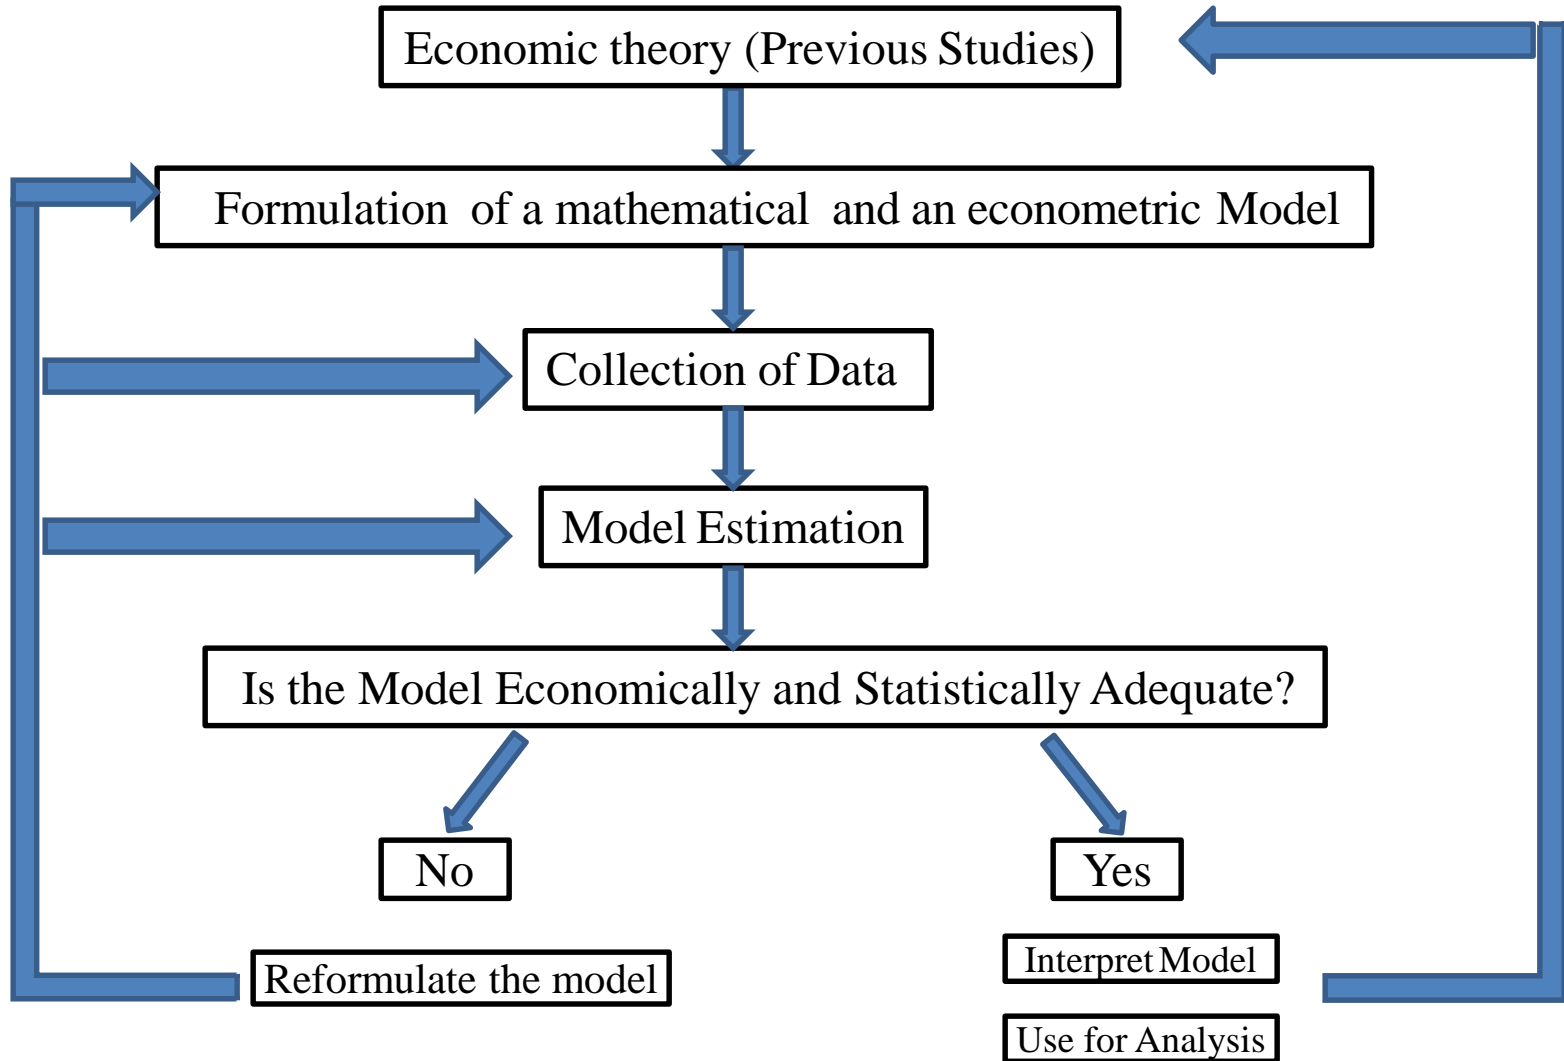 Economic theory (Previous Studies)
Formulation of a mathematical and an econometric Model
Collection of Data
Model Estimation
Is the Model Economically and Statistically Adequate?
No
Yes
Reformulate the model
Interpret Model
Use for Analysis